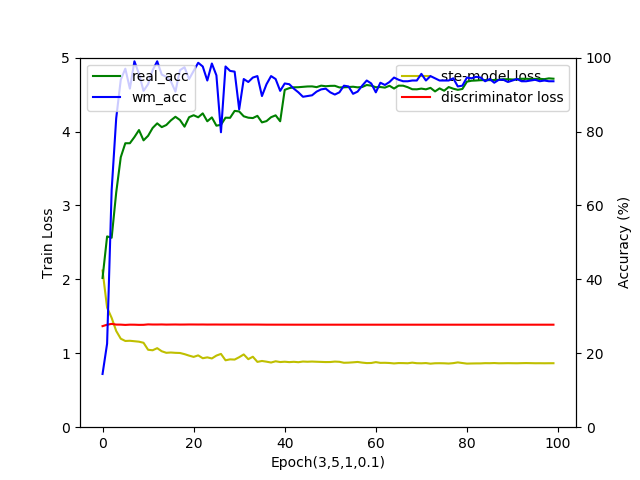 real_acc
wm_acc
ste-model loss
discriminator loss
5
4
3
2
1
0
Train Loss
100
80
60
40
20
0
Accuracy (%)
0 20 40 60 80 100
Epoch(3,5,1,0.1)